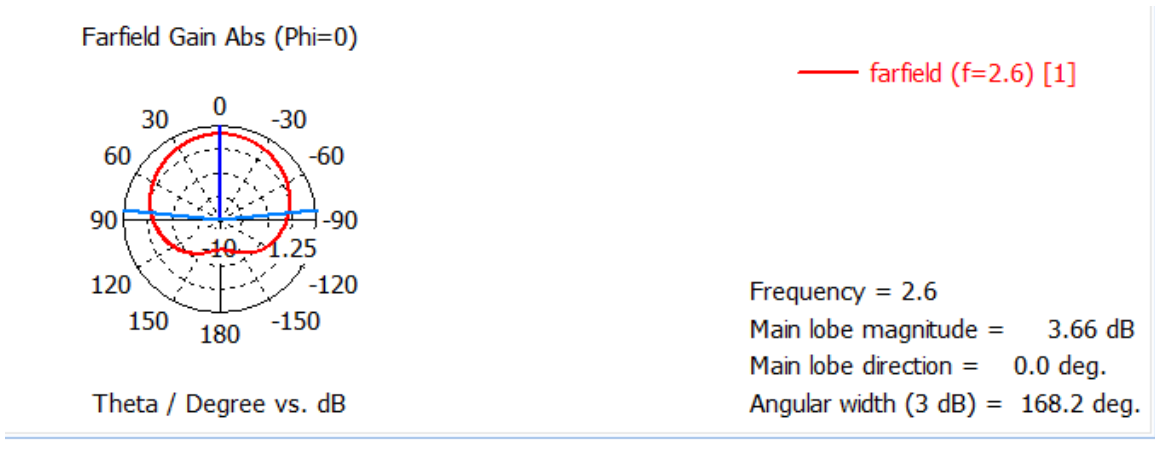 Farfield Gain Abs (Phi=0)
farfield (f=2.6) [1]
0
30
-30
60
-60
90
-90
-10
1.25
120
-120
150
-150
180
Frequency = 2.6
Main lobe magnitude = 3.66 dB
Main lobe direction = 0.0 deg.
Angular width (3 dB) = 168.2 deg.
Theta / Degree vs. dB